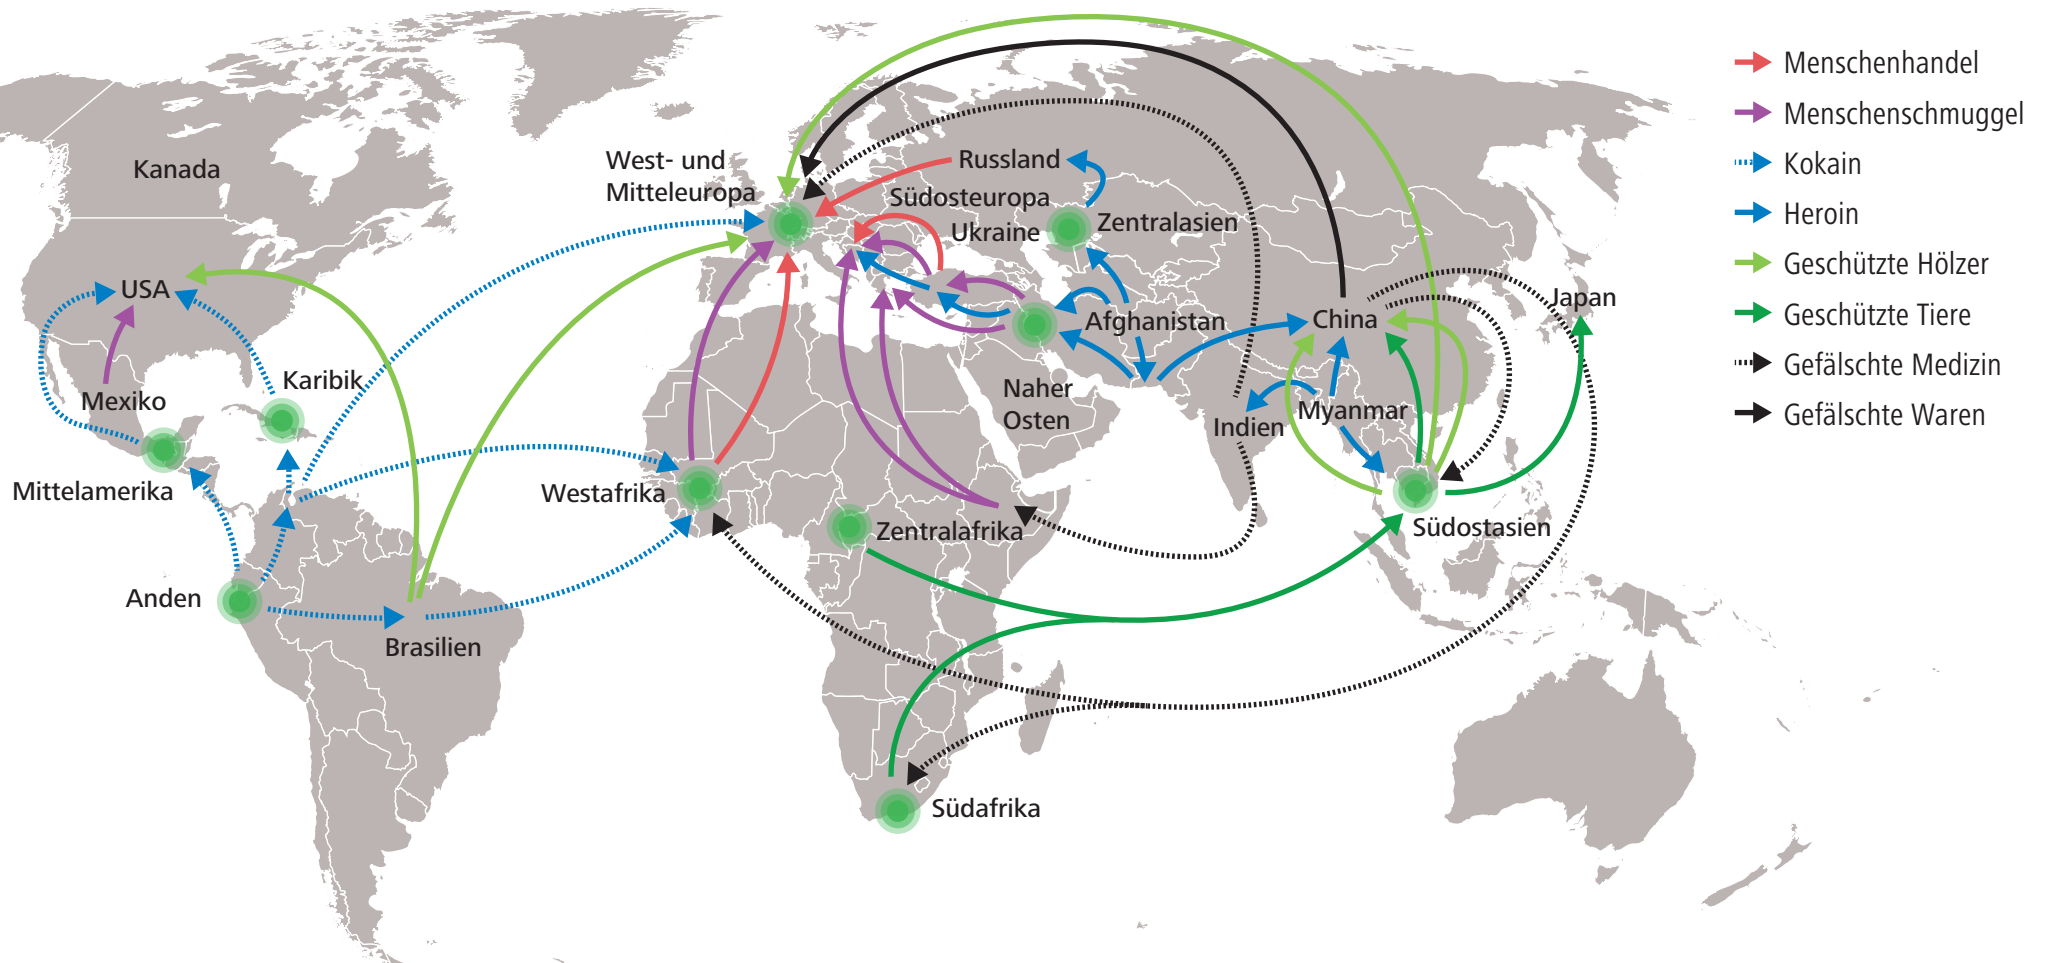 Kanada
West- und
Mitteleuropa
Russland
Südosteuropa
Ukraine
Zentralasien
USA
Afghanistan
China
Japan
Karibik
Mexiko
Naher
Osten
Indien
Myanmar
Mittelamerika
Westafrika
Zentralafrika
Südostasien
Anden
Brasilien
Südafrika
Menschenhandel
Menschenschmuggel
Kokain
Heroin
Geschützte Hölzer
Geschützte Tiere
Gefälschte Medizin
Gefälschte Waren